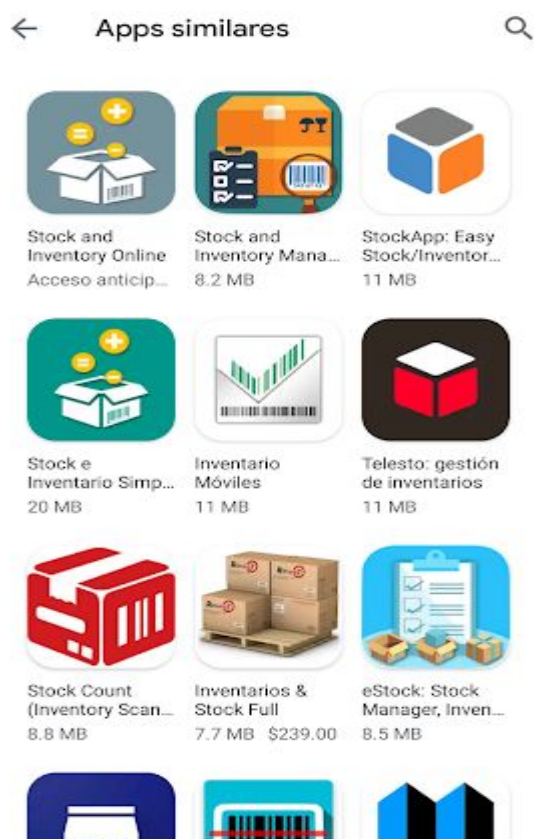 Apps similares
Stock and
Inventory Online
Acceso anticip...
Stock and
Inventory Mana...
8.2 MB
StockApp: Easy
Stock/Inventor...
11 MB
Stock e
Inventario Simp...
20 MB
Inventario
Móviles
11 MB
Telesto: gestión
de inventarios
11 MB
Stock Count
(Inventory Scan...
8.8 MB
Inventarios &
Stock Full
7.7 MB $239.00
eStock: Stock
Manager, Inven...
8.5 MB